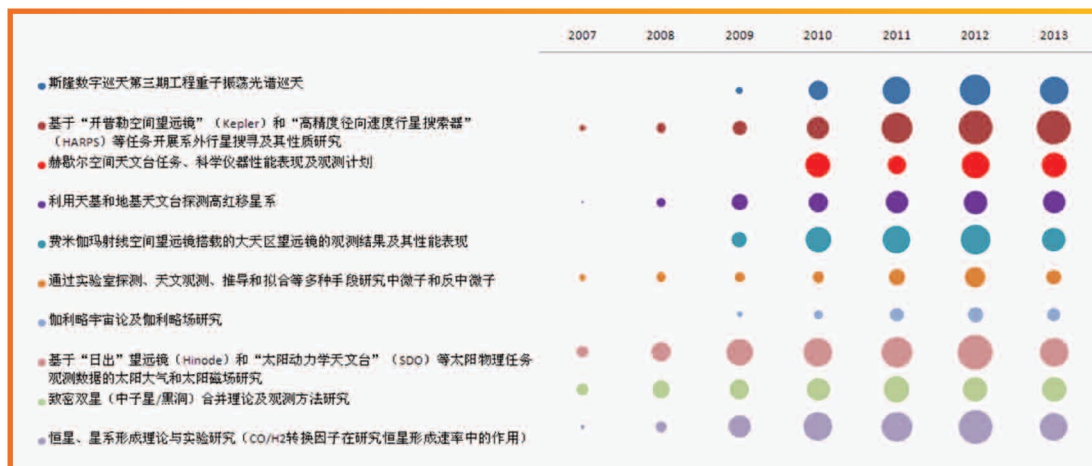 2007 2008 2009 2010 2011 2012 2013
斯隆数字巡天第三期工程重子振荡光谱巡天
基于“开普勒空间望远镜”（Kepler）和“高精度径向速度行星搜索器”
（HARPS）等任务开展系外行星搜寻及其性质研究
赫歇尔空间天文台任务、科学仪器性能表现及观测计划
利用天基和地基天文台探测高红移星系
费米伽玛射线空间望远镜搭载的大天区望远镜的观测结果及其性能表现
通过实验室探测、天文观测、推导和拟合等多种手段研究中微子和反中微子
伽利略宇宙论及伽利略场研究
基于“日出”望远镜（Hinode）和“太阳动力学天文台”（SDO）等太阳物理任务
观测数据的太阳大气和太阳磁场研究
致密双星（中子星/黑洞）合并理论及观测方法研究
恒星、星系形成理论与实验研究（CO/H2转换因子在研究恒星形成速率中的作用）